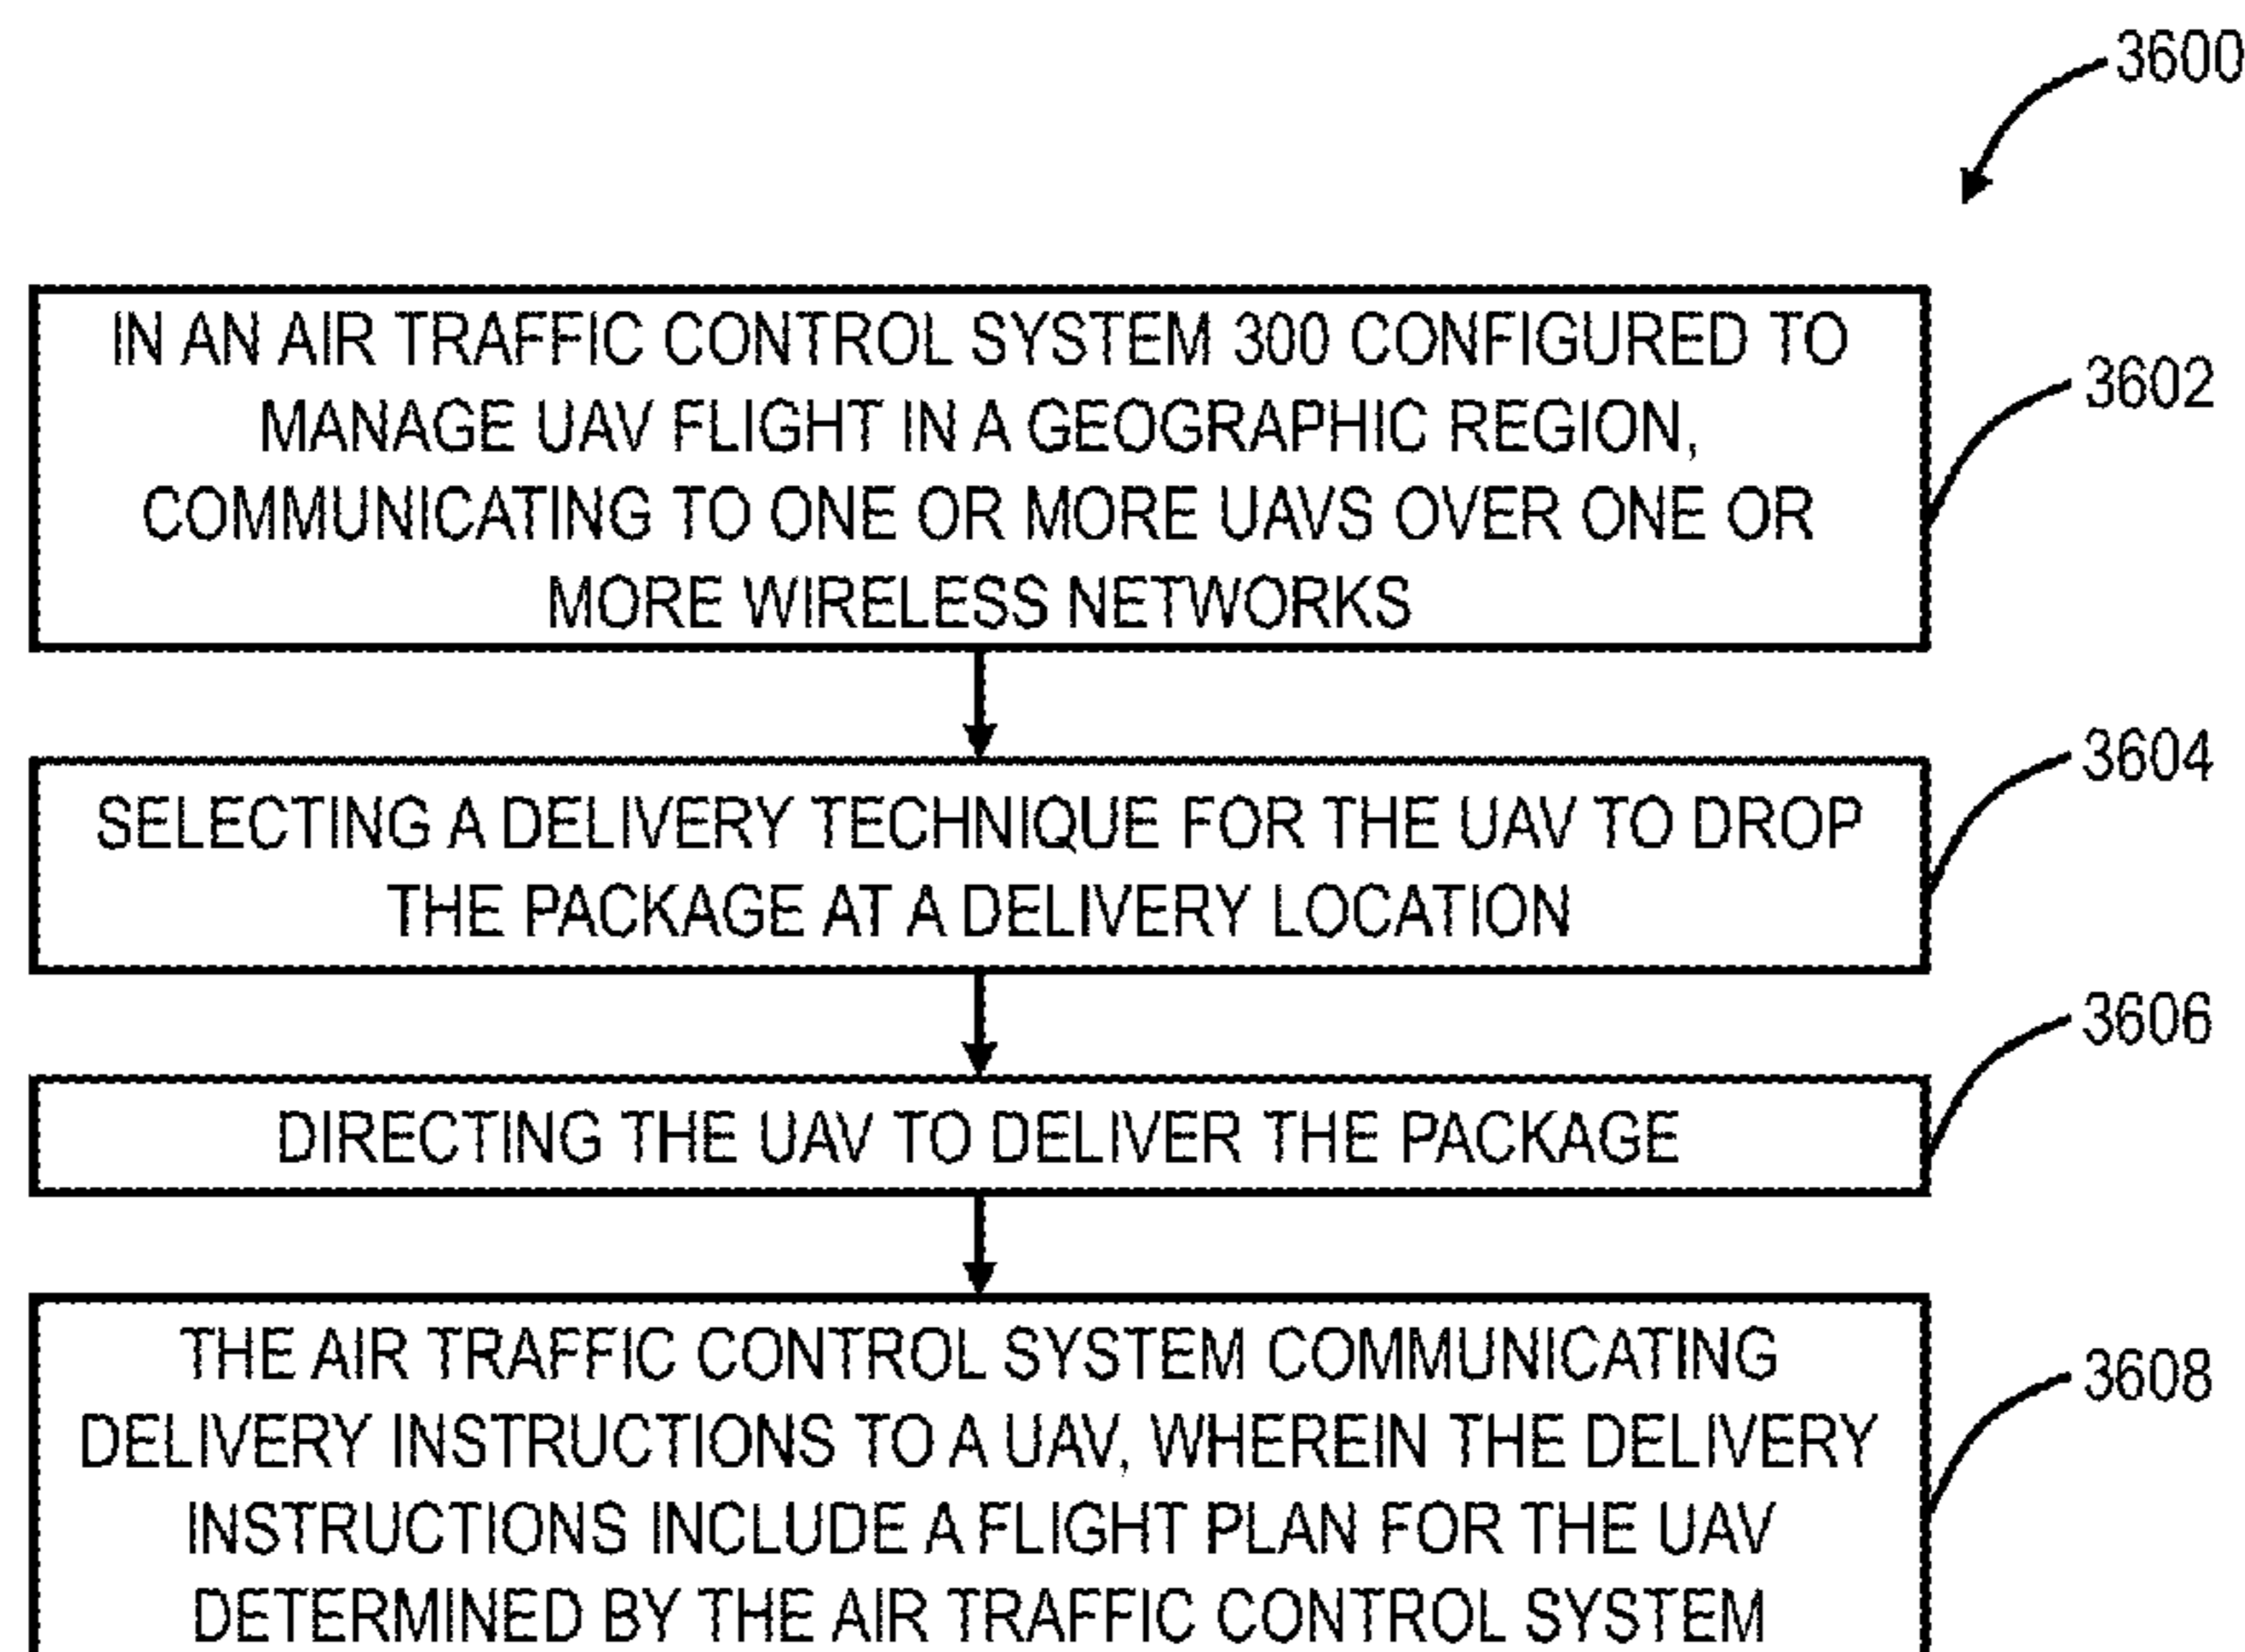 3600
IN AN AIR TRAFFIC CONTROL SYSTEM 300 CONFIGURED TO
MANAGE UAV FLIGHT IN A GEOGRAPHIC REGION,
COMMUNICATING TO ONE OR MORE UAVS OVER ONE OR
MORE WIRELESS NETWORKS
3602
SELECTING A DELIVERY TECHNIQUE FOR THE UAV TO DROP
THE PACKAGE AT A DELIVERY LOCATION
3604
DIRECTING THE UAV TO DELIVER THE PACKAGE
3606
THE AIR TRAFFIC CONTROL SYSTEM COMMUNICATING
DELIVERY INSTRUCTIONS TO A UAV, WHEREIN THE DELIVERY
INSTRUCTIONS INCLUDE A FLIGHT PLAN FOR THE UAV
DETERMINED BY THE AIR TRAFFIC CONTROL SYSTEM
3608